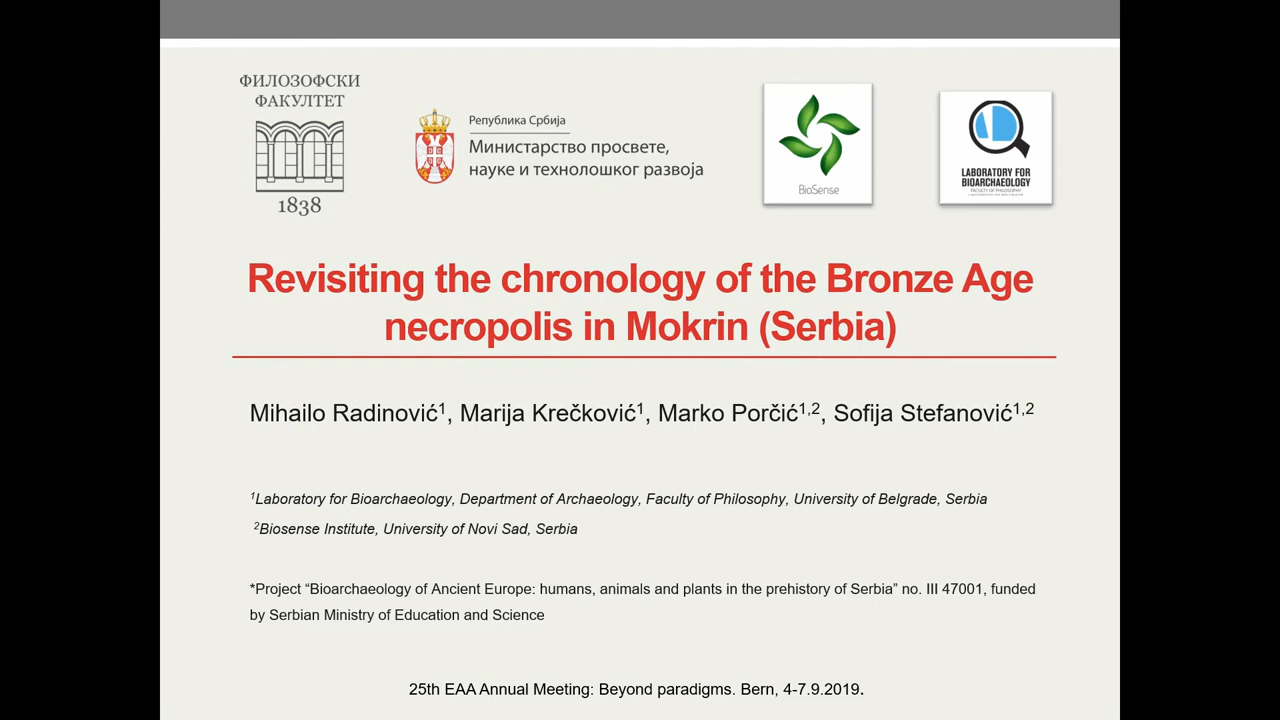 ФИЛОЗОФСКИ
ФАКУЛТЕТ
1838
Република Србија
Министарство просвете,
науке и технолошког развоја
BioSense
LABORATORY FOR
BIOARCHAEOLOGY
FACULTY OF PHILOSOPHY,
Revisiting the chronology of the Bronze Age
necropolis in Mokrin (Serbia)
Mihailo Radinović1, Marija Krečković1, Marko Porčić1,2, Sofija Stefanović1,2
1Laboratory for Bioarchaeology, Department of Archaeology, Faculty of Philosophy, University of Belgrade, Serbia
2Biosense Institute, University of Novi Sad, Serbia
*Project “Bioarchaeology of Ancient Europe: humans, animals and plants in the prehistory of Serbia” no. III 47001, funded
by Serbian Ministry of Education and Science
25th EAA Annual Meeting: Beyond paradigms. Bern, 4-7.9.2019.